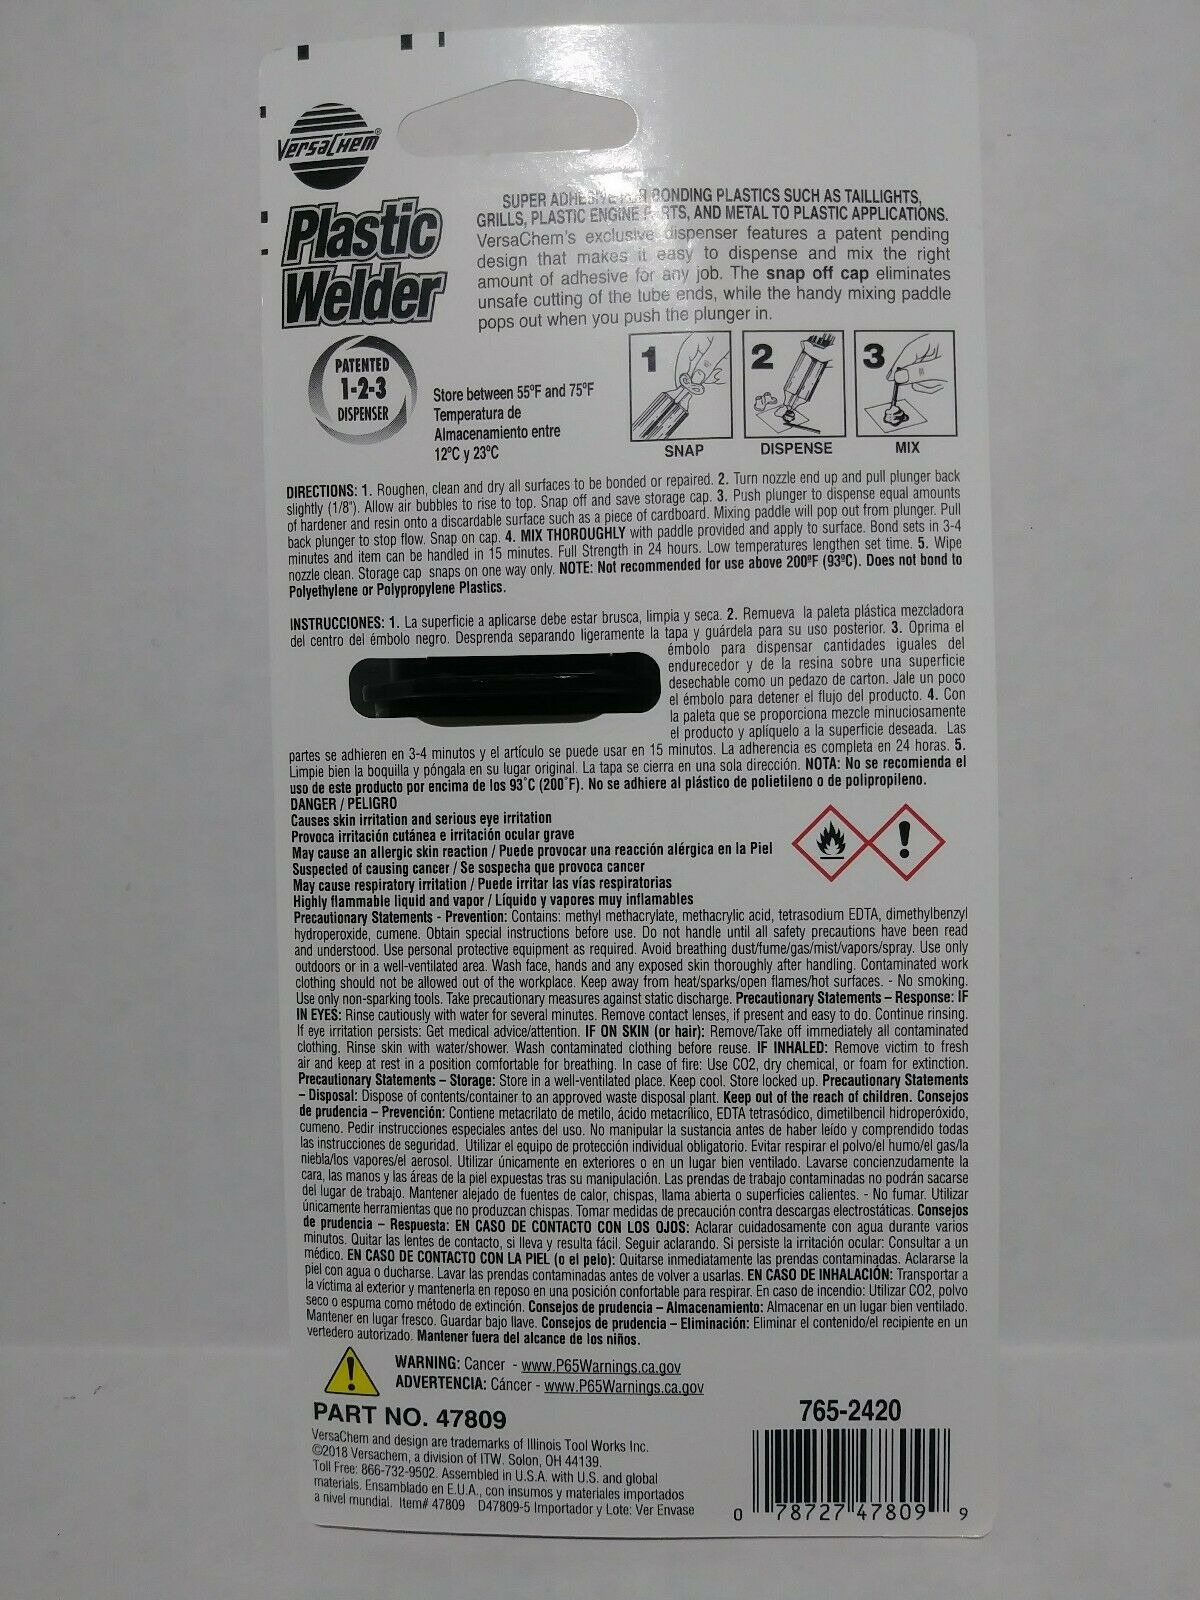 VersaChem®
Plastic
Welder
SUPER ADHESIVE FOR BONDING PLASTICS SUCH AS TAILLIGHTS,
GRILLS, PLASTIC ENGINE PARTS, AND METAL TO PLASTIC APPLICATIONS.
VersaChem's exclusive dispenser features a patent pending
design that makes it easy to dispense and mix the right
amount of adhesive for any job. The snap off cap eliminates
unsafe cutting of the tube ends, while the handy mixing paddle
pops out when you push the plunger in.
PATENTED
1-2-3
DISPENSER
Store between 55ºF and 75ºF
Temperatura de
Almacenamiento entre
12ºC y 23ºC
1
SNAP
2
DISPENSE
3
MIX
DIRECTIONS: 1. Roughen, clean and dry all surfaces to be bonded or repaired. 2. Turn nozzle end up and pull plunger back
slightly (1/8"). Allow air bubbles to rise to top. Snap off and save storage cap. 3. Push plunger to dispense equal amounts
of hardener and resin onto a discardable surface such as a piece of cardboard. Mixing paddle will pop out from plunger. Pull
back plunger to stop flow. Snap on cap. 4. MIX THOROUGHLY with paddle provided and apply to surface. Bond sets in 3-4
minutes and item can be handled in 15 minutes. Full Strength in 24 hours. Low temperatures lengthen set time. 5. Wipe
nozzle clean. Storage cap snaps on one way only. NOTE: Not recommended for use above 200ºF (93ºC). Does not bond to
Polyethylene or Polypropylene Plastics.
INSTRUCCIONES: 1. La superficie a aplicarse debe estar brusca, limpia y seca. 2. Remueva la paleta plástica mezcladora
del centro del émbolo negro. Desprenda separando ligeramente la tapa y guárdela para su uso posterior. 3. Oprima el
émbolo para dispensar cantidades iguales del
endurecedor y de la resina sobre una superficie
desechable como un pedazo de carton. Jale un poco
el émbolo para detener el flujo del producto. 4. Con
la paleta que se proporciona mezcle minuciosamente
el producto y aplíquelo a la superficie deseada. Las
partes se adhieren en 3-4 minutos y el artículo se puede usar en 15 minutos. La adherencia es completa en 24 horas. 5.
Limpie bien la boquilla y póngala en su lugar original. La tapa se cierra en una sola dirección. NOTA: No se recomienda el
uso de este producto por encima de los 93˚C (200˚F). No se adhiere al plástico de polietileno o de polipropileno.
DANGER / PELIGRO
Causes skin irritation and serious eye irritation
Provoca irritación cutánea e irritación ocular grave
May cause an allergic skin reaction / Puede provocar una reacción alérgica en la Piel
Suspected of causing cancer / Se sospecha que provoca cancer
May cause respiratory irritation / Puede irritar las vías respiratorias
Highly flammable liquid and vapor / Líquido y vapores muy inflamables
Precautionary Statements - Prevention: Contains: methyl methacrylate, methacrylic acid, tetrasodium EDTA, dimethylbenzyl
hydroperoxide, cumene. Obtain special instructions before use. Do not handle until all safety precautions have been read
and understood. Use personal protective equipment as required. Avoid breathing dust/fume/gas/mist/vapors/spray. Use only
outdoors or in a well-ventilated area. Wash face, hands and any exposed skin thoroughly after handling. Contaminated work
clothing should not be allowed out of the workplace. Keep away from heat/sparks/open flames/hot surfaces. - No smoking.
Use only non-sparking tools. Take precautionary measures against static discharge. Precautionary Statements – Response: IF
IN EYES: Rinse cautiously with water for several minutes. Remove contact lenses, if present and easy to do. Continue rinsing.
If eye irritation persists: Get medical advice/attention. IF ON SKIN (or hair): Remove/Take off immediately all contaminated
clothing. Rinse skin with water/shower. Wash contaminated clothing before reuse. IF INHALED: Remove victim to fresh
air and keep at rest in a position comfortable for breathing. In case of fire: Use CO2, dry chemical, or foam for extinction.
Precautionary Statements – Storage: Store in a well-ventilated place. Keep cool. Store locked up. Precautionary Statements
– Disposal: Dispose of contents/container to an approved waste disposal plant. Keep out of the reach of children. Consejos
de prudencia – Prevención: Contiene metacrilato de metilo, ácido metacrílico, EDTA tetrasódico, dimetilbencil hidroperóxido,
cumeno. Pedir instrucciones especiales antes del uso. No manipular la sustancia antes de haber leído y comprendido todas
las instrucciones de seguridad. Utilizar el equipo de protección individual obligatorio. Evitar respirar el polvo/el humo/el gas/la
niebla/los vapores/el aerosol. Utilizar únicamente en exteriores o en un lugar bien ventilado. Lavarse concienzudamente la
cara, las manos y las áreas de la piel expuestas tras su manipulación. Las prendas de trabajo contaminadas no podrán sacarse
del lugar de trabajo. Mantener alejado de fuentes de calor, chispas, llama abierta o superficies calientes. - No fumar. Utilizar
únicamente herramientas que no produzcan chispas. Tomar medidas de precaución contra descargas electrostáticas. Consejos
de prudencia – Respuesta: EN CASO DE CONTACTO CON LOS OJOS: Aclarar cuidadosamente con agua durante varios
minutos. Quitar las lentes de contacto, si lleva y resulta fácil. Seguir aclarando. Si persiste la irritación ocular: Consultar a un
médico. EN CASO DE CONTACTO CON LA PIEL (o el pelo): Quitarse inmediatamente las prendas contaminadas. Aclararse la
piel con agua o ducharse. Lavar las prendas contaminadas antes de volver a usarlas. EN CASO DE INHALACIÓN: Transportar a
la víctima al exterior y mantenerla en reposo en una posición confortable para respirar. En caso de incendio: Utilizar CO2, polvo
seco o espuma como método de extinción. Consejos de prudencia – Almacenamiento: Almacenar en un lugar bien ventilado.
Mantener en lugar fresco. Guardar bajo llave. Consejos de prudencia – Eliminación: Eliminar el contenido/el recipiente en un
vertedero autorizado. Mantener fuera del alcance de los niños.
WARNING: Cancer - www.P65Warnings.ca.gov
ADVERTENCIA: Cáncer - www.P65Warnings.ca.gov
PART NO. 47809
VersaChem and design are trademarks of Illinois Tool Works Inc.
©2018 Versachem, a division of ITW. Solon, OH 44139.
Toll Free: 866-732-9502. Assembled in U.S.A. with U.S. and global
materials. Ensamblado en E.U.A., con insumos y materiales importados
a nivel mundial. Item# 47809 D47809-5 Importador y Lote: Ver Envase
765-2420
0 78727 47809 9